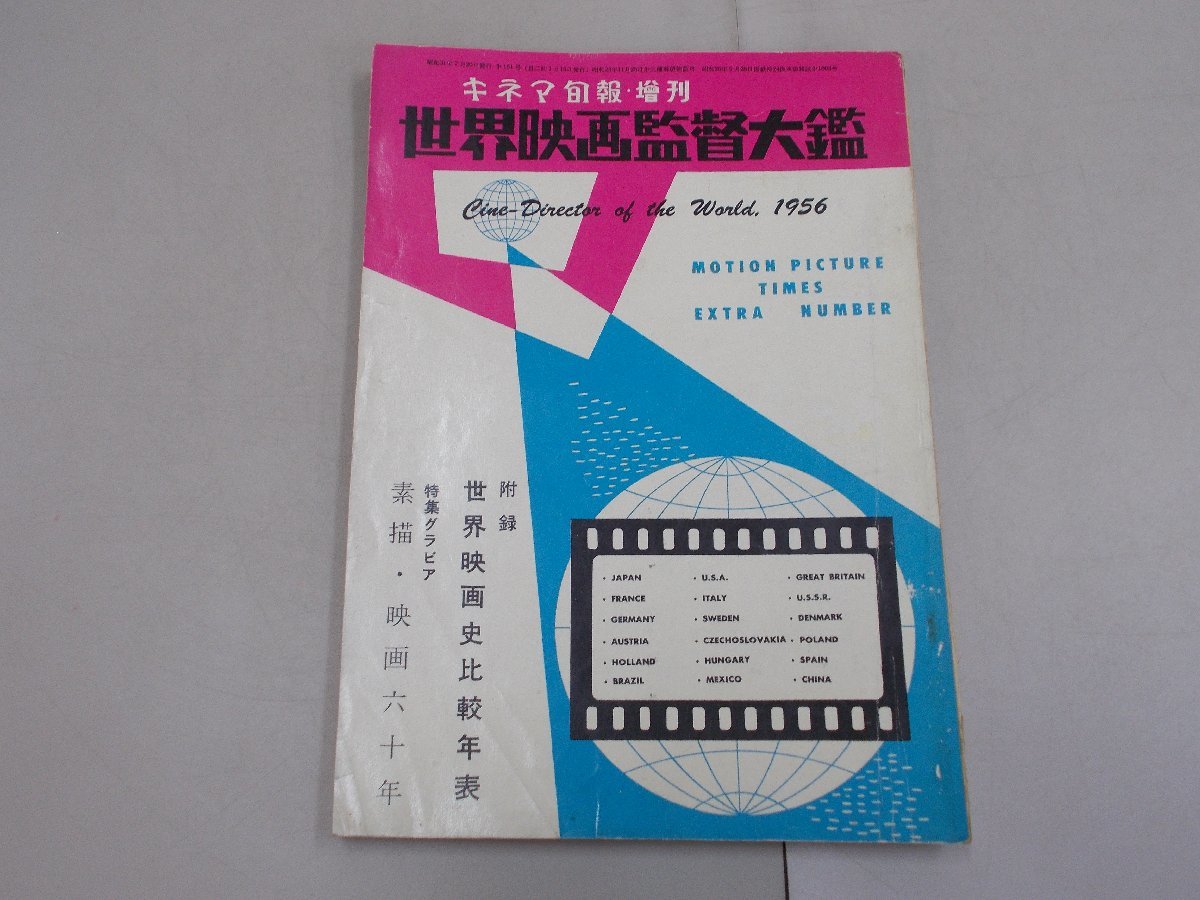 キネマ旬報・増刊
世界映画監督大鑑
Cine-Director of the World, 1956
MOTION PICTURE
TIMES
EXTRA NUMBER
附録
世界映画史比較年表
特集グラビア
素描・映画六十年
・JAPAN ・U.S.A. ・GREAT BRITAIN
・FRANCE ・ITALY ・U.S.S.R.
・GERMANY ・SWEDEN ・DENMARK
・AUSTRIA ・CZECHOSLOVAKIA ・POLAND
・HOLLAND ・HUNGARY ・SPAIN
・BRAZIL ・MEXICO ・CHINA